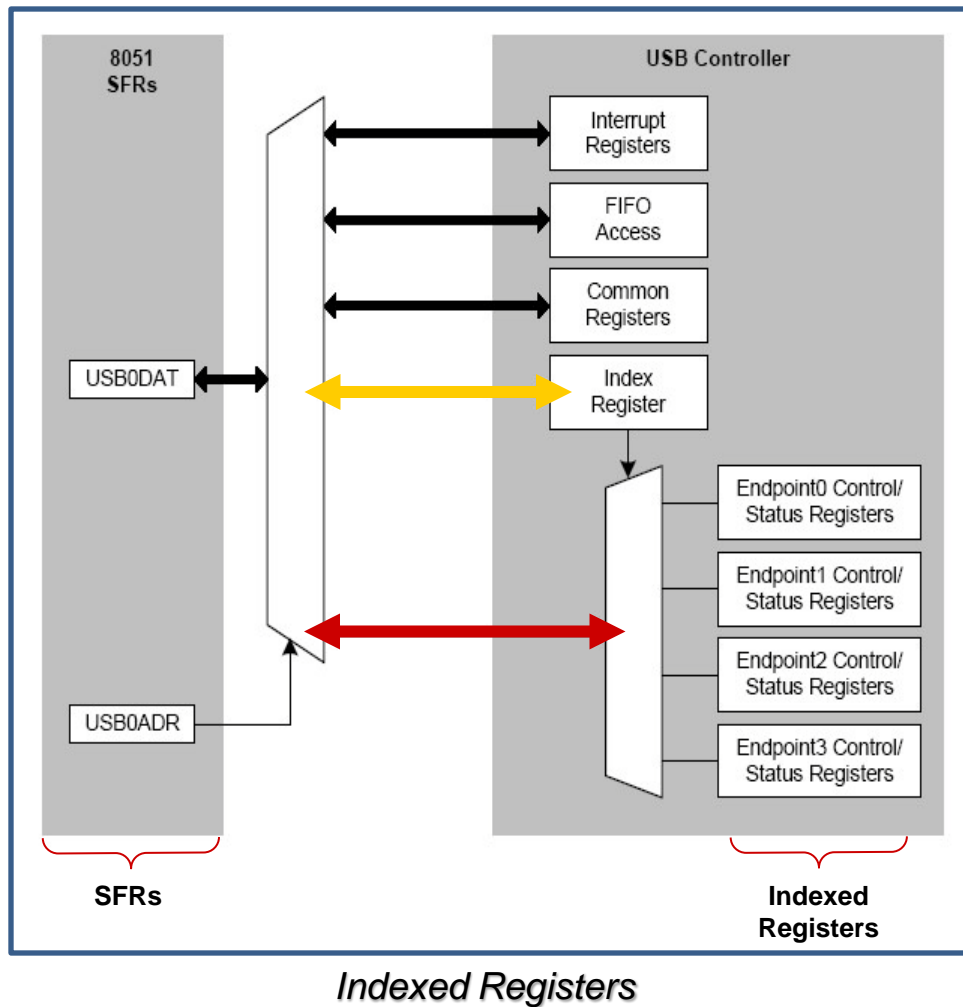 8051
SFRs
USB Controller
Interrupt
Registers
FIFO
Access
Common
Registers
USB0DAT
Index
Register
Endpoint0 Control/
Status Registers
Endpoint1 Control/
Status Registers
Endpoint2 Control/
Status Registers
USB0ADR
Endpoint3 Control/
Status Registers
SFRs
Indexed
Registers
Indexed Registers